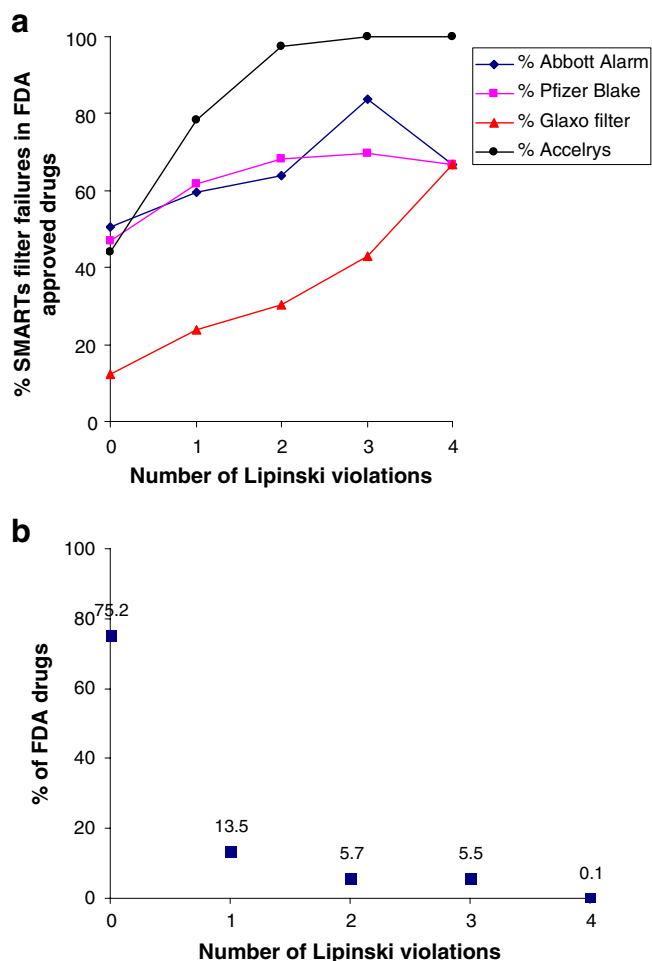 a
100
80
60
40
20
0
% SMARTs filter failures in FDA
approved drugs
0 1 2 3 4
Number of Lipinski violations
% Abbott Alarm
% Pfizer Blake
% Glaxo filter
% Accelrys
b
100
80
60
40
20
0
% of FDA drugs
75.2
13.5
5.7
5.5
0.1
0 1 2 3 4
Number of Lipinski violations